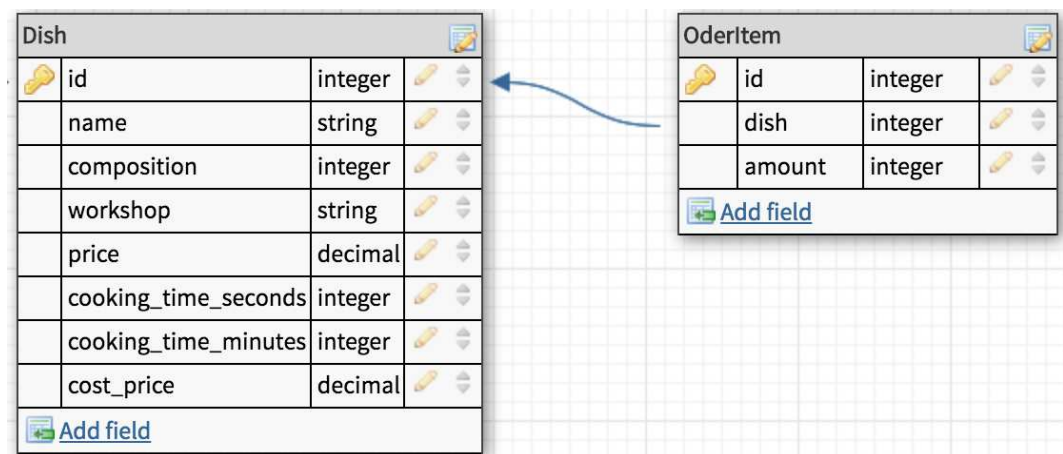 Dish
id integer
name string
composition integer
workshop string
price decimal
cooking_time_seconds integer
cooking_time_minutes integer
cost_price decimal
Add field
OderItem
id integer
dish integer
amount integer
Add field